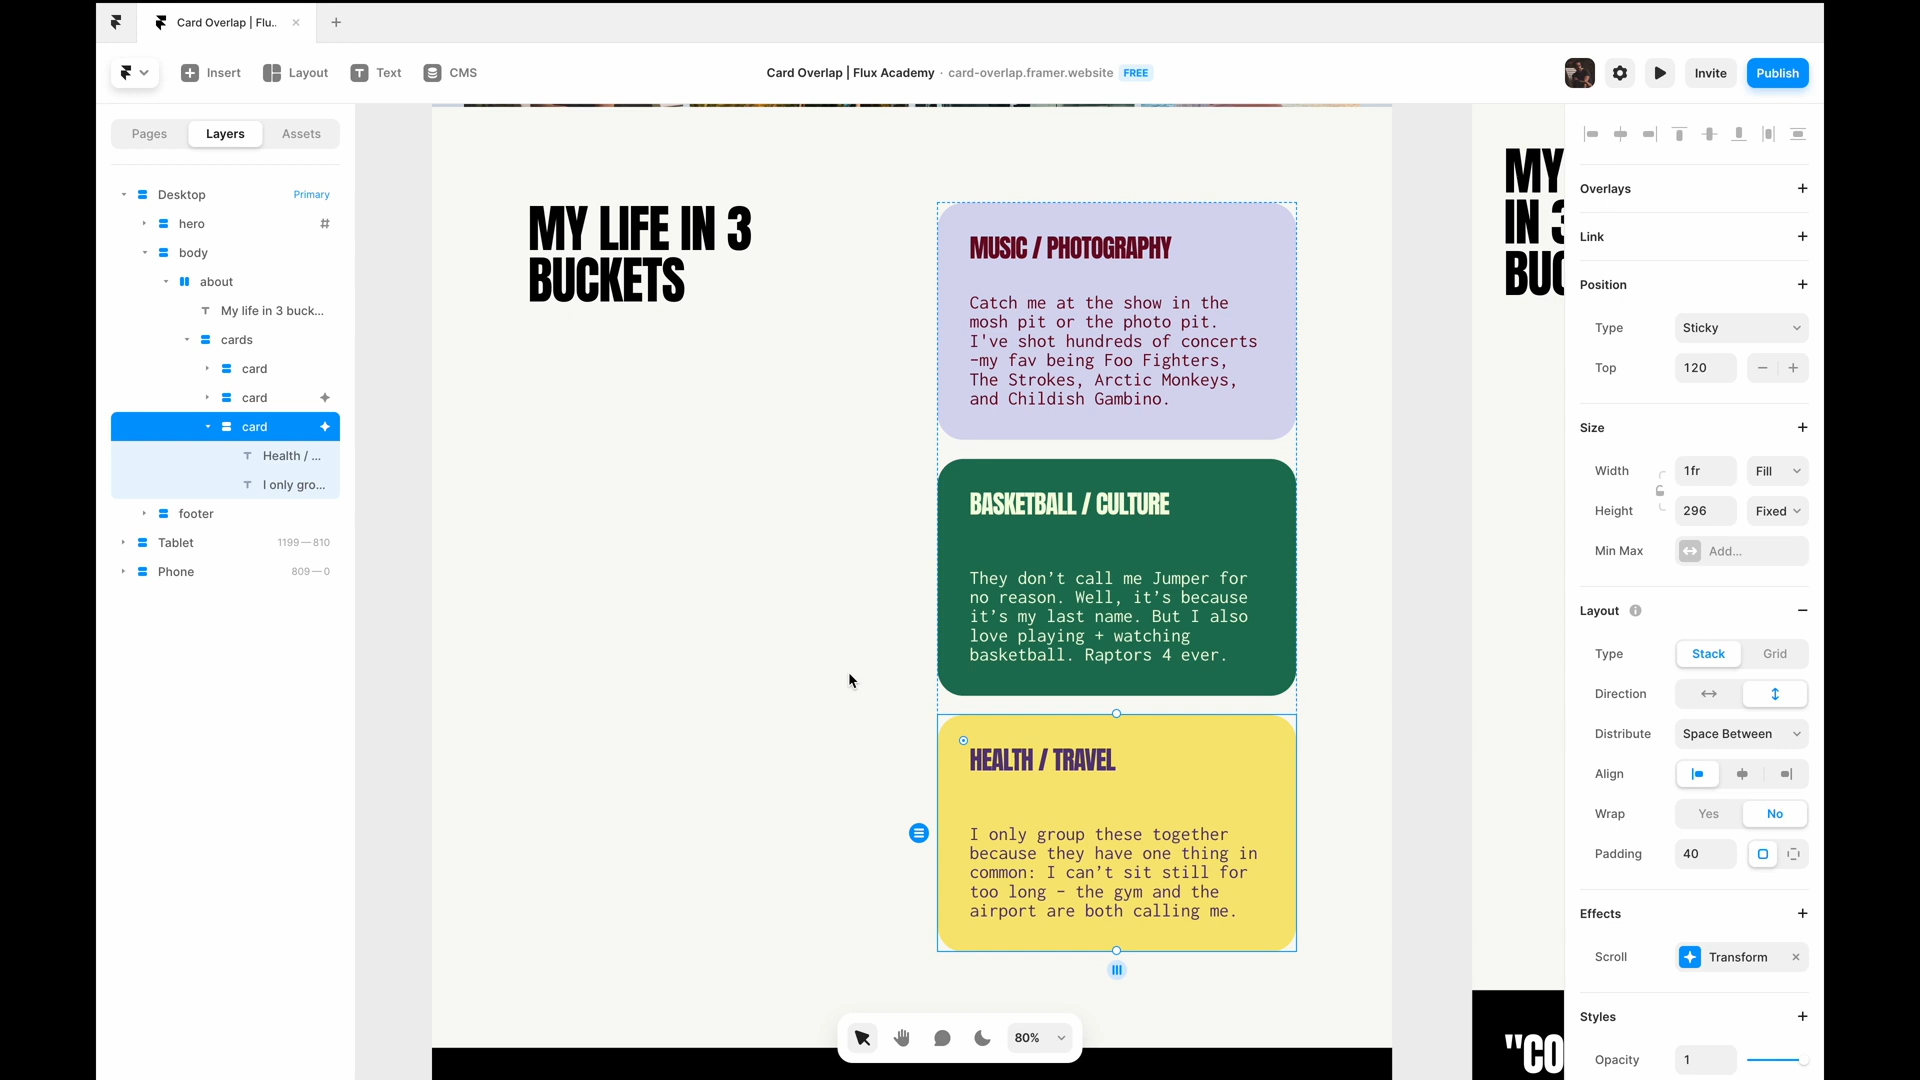 Card Overlap | Flu..
Insert
Layout
Text
CMS
Card Overlap | Flux Academy · card-overlap.framer.website FREE
Invite
Publish
Pages
Layers
Assets
Desktop
Primary
hero
body
about
My life in 3 buck...
cards
card
card
card
Health / ...
I only gro...
footer
Tablet
1199—810
Phone
809—0
MY LIFE IN 3
BUCKETS
MUSIC / PHOTOGRAPHY
Catch me at the show in the
mosh pit or the photo pit.
I've shot hundreds of concerts
-my fav being Foo Fighters,
The Strokes, Arctic Monkeys,
and Childish Gambino.
BASKETBALL / CULTURE
They don’t call me Jumper for
no reason. Well, it’s because
it’s my last name. But I also
love playing + watching
basketball. Raptors 4 ever.
HEALTH / TRAVEL
I only group these together
because they have one thing in
common: I can’t sit still for
too long - the gym and the
airport are both calling me.
80%
MY
IN 3
BUC
"CO
Overlays
Link
Position
Type
Sticky
Top
120
Size
Width
1fr
Fill
Height
296
Fixed
Min Max
Add...
Layout
Type
Stack
Grid
Direction
Distribute
Space Between
Align
Wrap
Yes
No
Padding
40
Effects
Scroll
Transform
Styles
Opacity
1